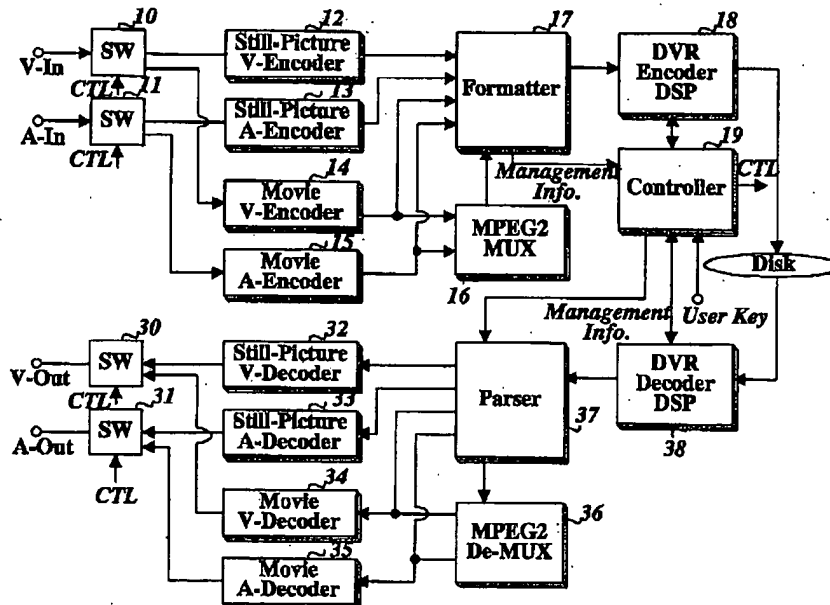 10
SW
V-In
CTL
11
SW
A-In
CTL
12
Still-Picture
V-Encoder
13
Still-Picture
A-Encoder
14
Movie
V-Encoder
15
Movie
A-Encoder
17
Formatter
MPEG2
MUX
16
18
DVR
Encoder
DSP
Management
Info.
19
Controller
CTL
Disk
User Key
Management
Info.
30
SW
V-Out
CTL
31
SW
A-Out
CTL
32
Still-Picture
V-Decoder
33
Still-Picture
A-Decoder
34
Movie
V-Decoder
35
Movie
A-Decoder
Parser
37
DVR
Decoder
DSP
38
MPEG2
De-MUX
36